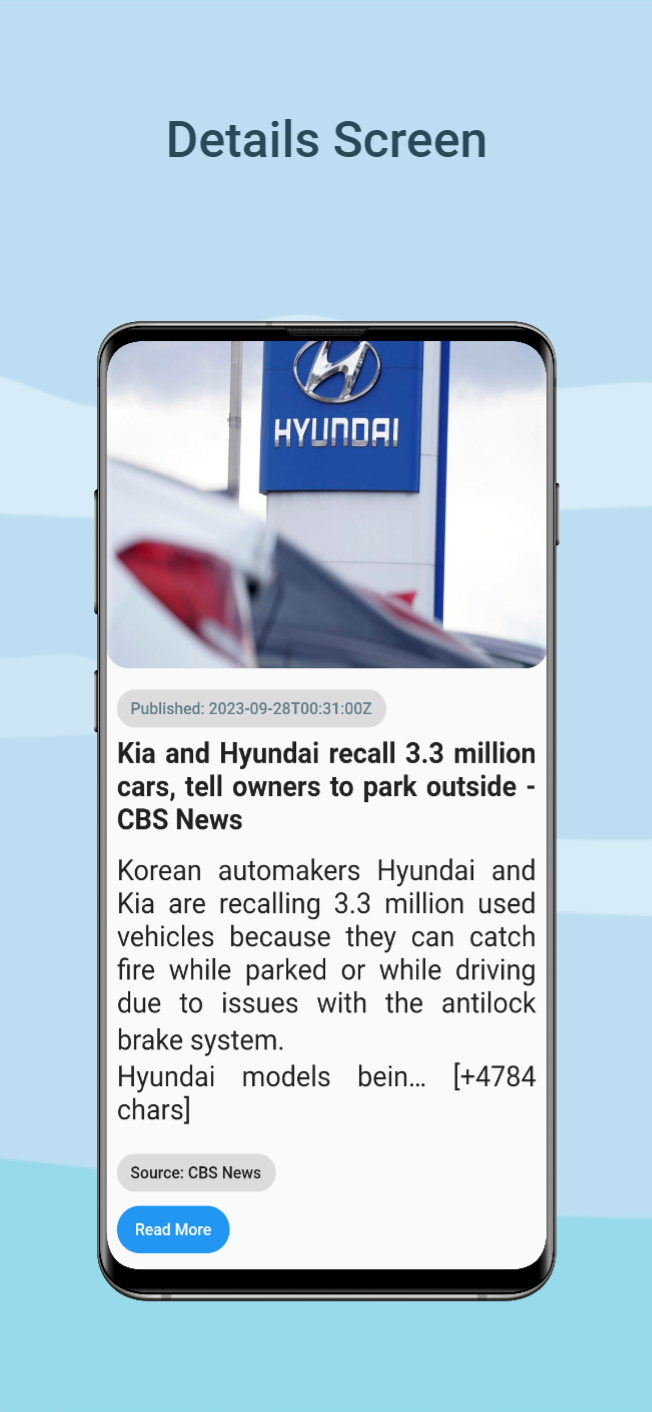 Details Screen
HYUNDAI
Published: 2023-09-28T00:31:00Z
Kia and Hyundai recall 3.3 million
cars, tell owners to park outside -
CBS News
Korean automakers Hyundai and
Kia are recalling 3.3 million used
vehicles because they can catch
fire while parked or while driving
due to issues with the antilock
brake system.
Hyundai models bein… [+4784
chars]
Source: CBS News
Read More